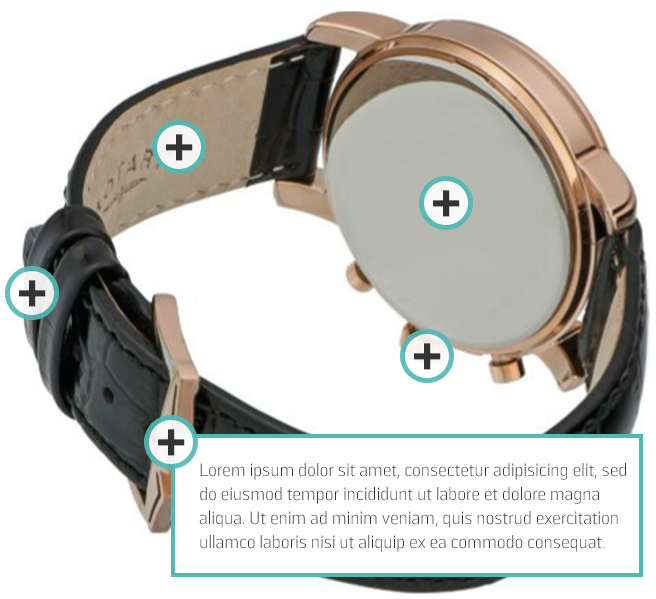 Lorem ipsum dolor sit amet, consectetur adipisicing elit, sed
do eiusmod tempor incididunt ut labore et dolore magna
aliqua. Ut enim ad minim veniam, quis nostrud exercitation
ullamco laboris nisi ut aliquip ex ea commodo consequat.